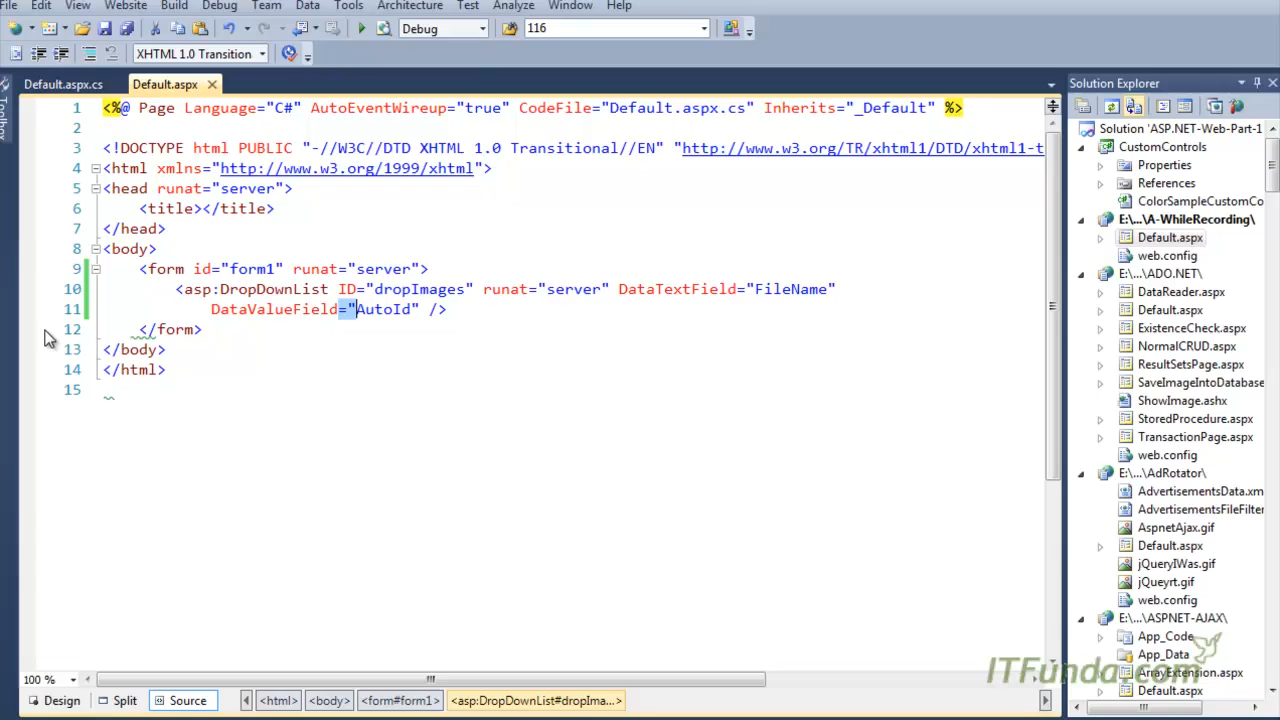 File Edit View Website Build Debug Team Data Tools Architecture Test Analyze Window Help
Debug 116
XHTML 1.0 Transition
Default.aspx.cs Default.aspx
Solution Explorer
Toolbox
1 <%@ Page Language="C#" AutoEventWireup="true" CodeFile="Default.aspx.cs" Inherits="_Default" %>
2
3 <!DOCTYPE html PUBLIC "-//W3C//DTD XHTML 1.0 Transitional//EN" "http://www.w3.org/TR/xhtml1/DTD/xhtml1-t
4 <html xmlns="http://www.w3.org/1999/xhtml">
5 <head runat="server">
6 <title></title>
7 </head>
8 <body>
9 <form id="form1" runat="server">
10 <asp:DropDownList ID="dropImages" runat="server" DataTextField="FileName"
11 DataValueField="AutoId" />
12 </form>
13 </body>
14 </html>
15
Solution 'ASP.NET-Web-Part-1
CustomControls
Properties
References
ColorSampleCustomCo
E:\...\A-WhileRecording\
Default.aspx
web.config
E:\...\ADO.NET\
DataReader.aspx
Default.aspx
ExistenceCheck.aspx
NormalCRUD.aspx
ResultSetsPage.aspx
SaveImageIntoDatabase
ShowImage.ashx
StoredProcedure.aspx
TransactionPage.aspx
web.config
E:\...\AdRotator\
AdvertisementsData.xm
AdvertisementsFileFilter
AspnetAjax.gif
Default.aspx
jQueryIWas.gif
jQueyrt.gif
web.config
E:\...\ASPNET-AJAX\
App_Code
App_Data
ArrayExtension.aspx
Default.aspx
ITFunda.com
100 %
Design Split Source <html> <body> <form#form1> <asp:DropDownList#dropIma...>